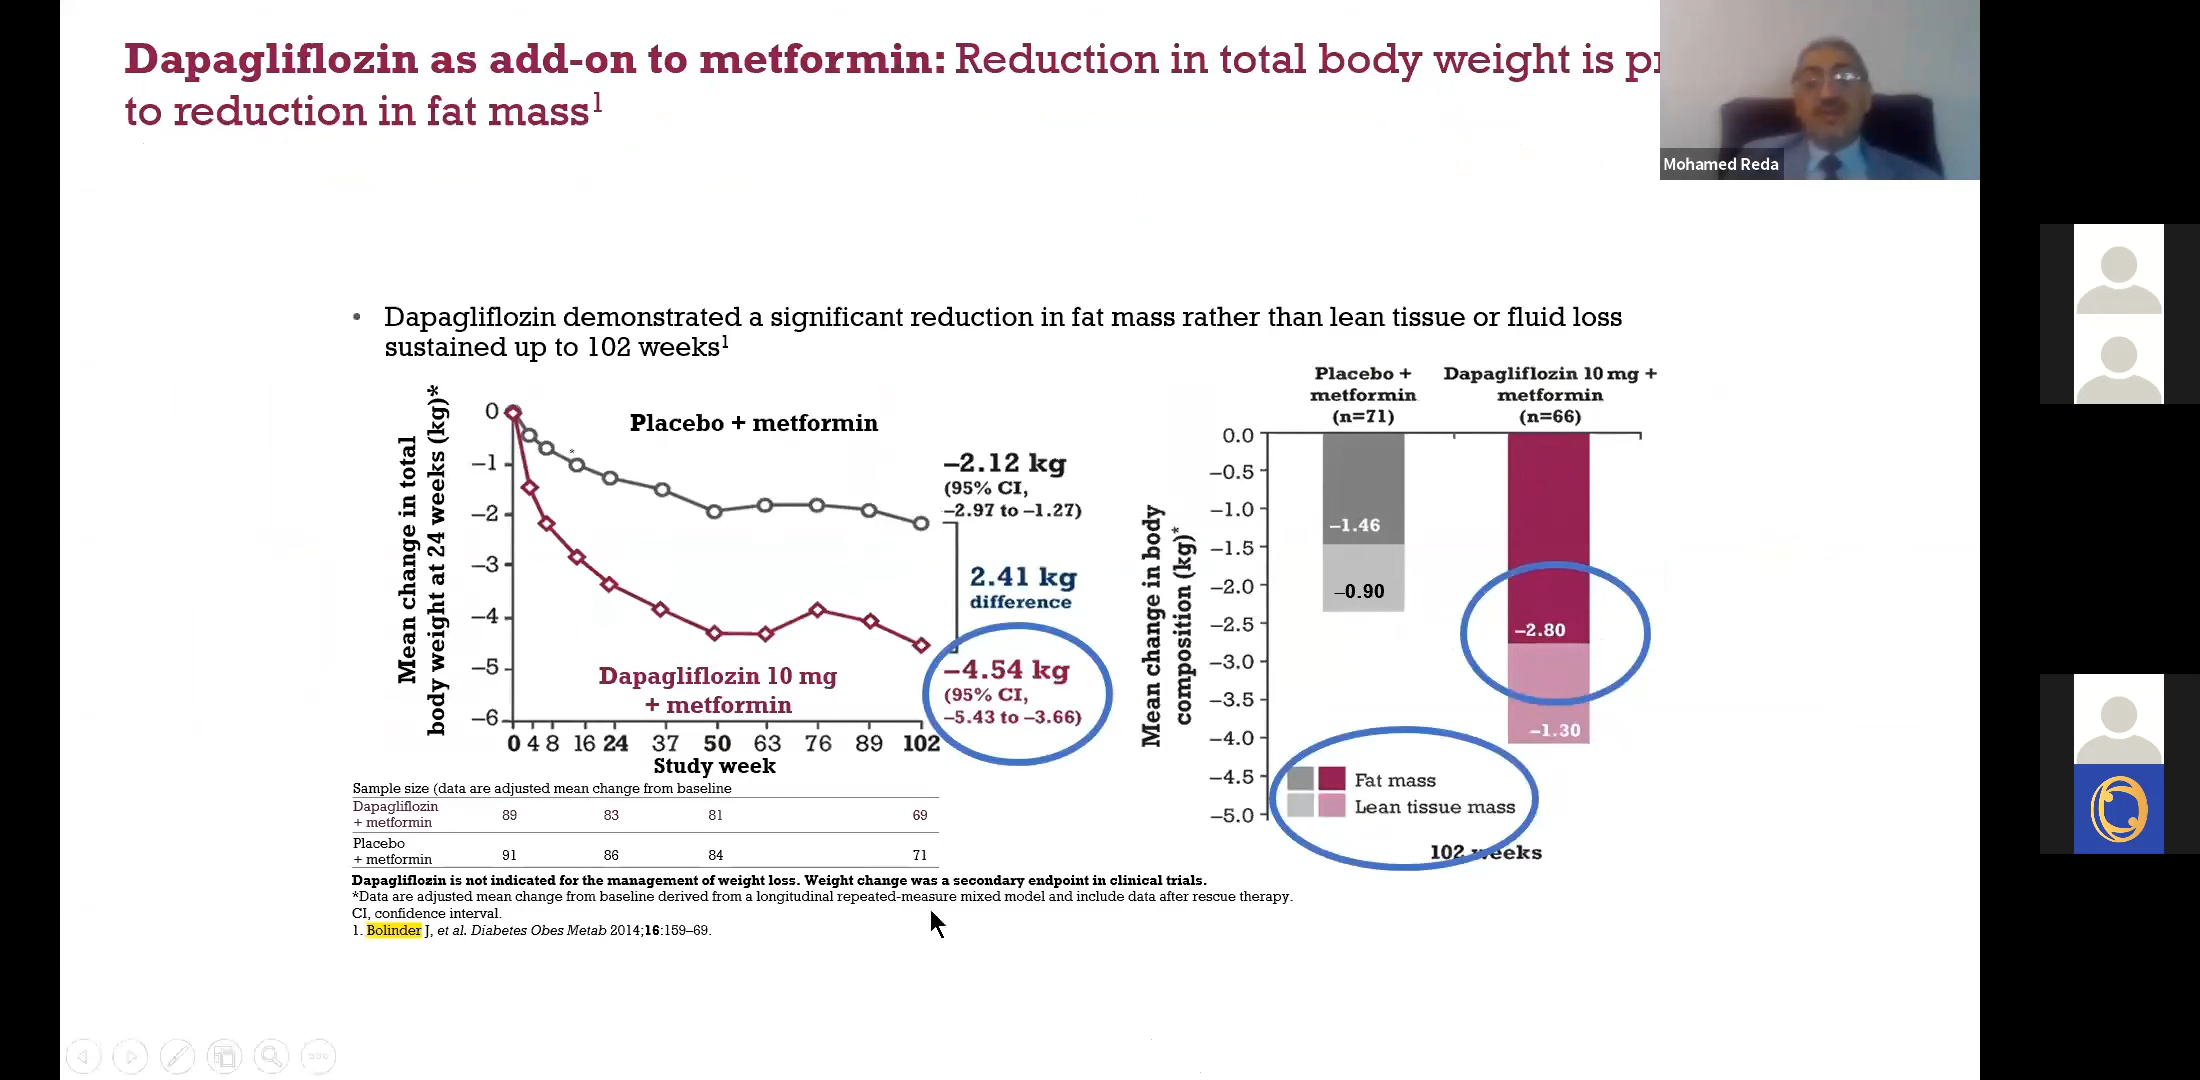 Dapagliflozin as add-on to metformin: Reduction in total body weight is
to reduction in fat mass1
Mohamed Reda
• Dapagliflozin demonstrated a significant reduction in fat mass rather than lean tissue or fluid loss
sustained up to 102 weeks1
Mean change in total
body weight at 24 weeks (kg)*
0
–1
–2
–3
–4
–5
–6
Placebo + metformin
*
Dapagliflozin 10 mg
+ metformin
0 4 8 16 24 37 50 63 76 89 102
Study week
–2.12 kg
(95% CI,
–2.97 to –1.27)
2.41 kg
difference
–4.54 kg
(95% CI,
–5.43 to –3.66)
Mean change in body
composition (kg)*
Placebo +
metformin
(n=71)
Dapagliflozin 10 mg +
metformin
(n=66)
0.0
–0.5
–1.0
–1.5
–2.0
–2.5
–3.0
–3.5
–4.0
–4.5
–5.0
–1.46
–0.90
–2.80
–1.30
Fat mass
Lean tissue mass
102 weeks
Sample size (data are adjusted mean change from baseline
Dapagliflozin
+ metformin
89 83 81 69
Placebo
+ metformin
91 86 84 71
Dapagliflozin is not indicated for the management of weight loss. Weight change was a secondary endpoint in clinical trials.
*Data are adjusted mean change from baseline derived from a longitudinal repeated-measure mixed model and include data after rescue therapy.
CI, confidence interval.
1. Bolinder J, et al. Diabetes Obes Metab 2014;16:159–69.